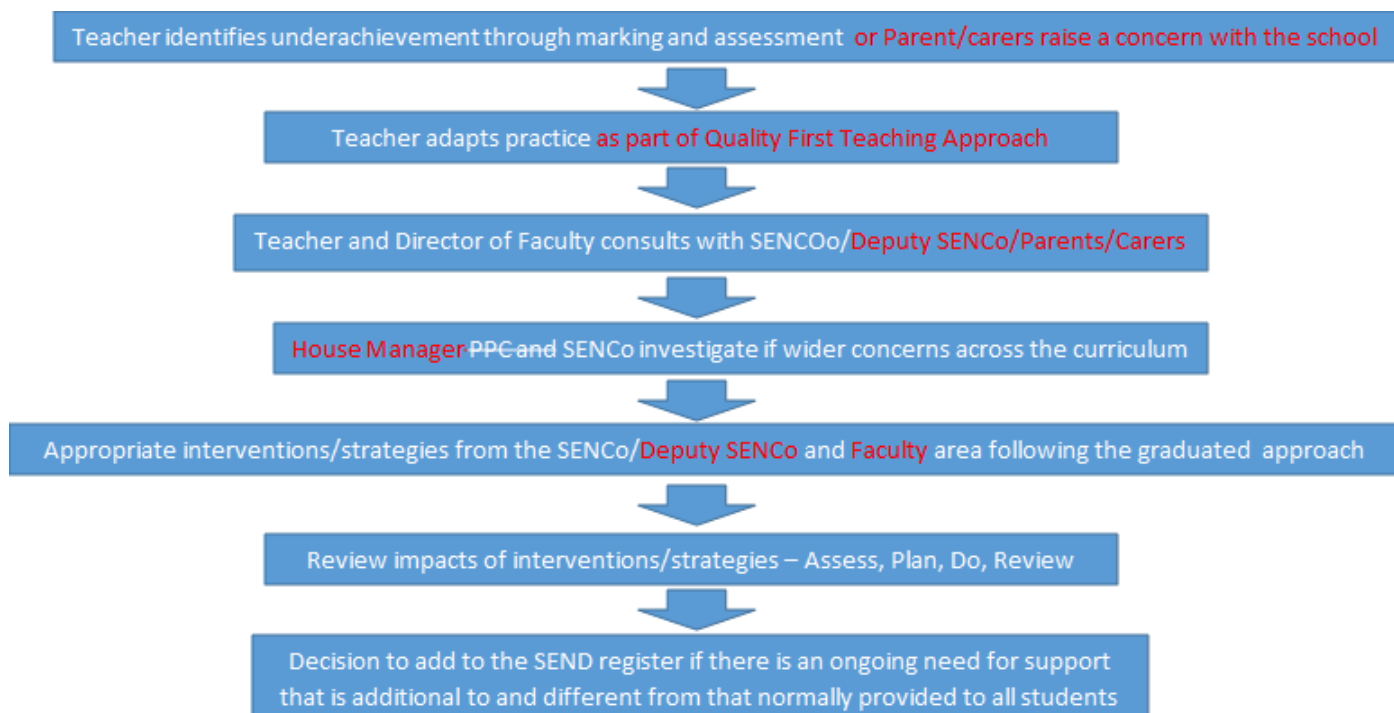 Teacher identifies underachievement through marking and assessment or Parent/carers raise a concern with the school
Teacher adapts practice as part of Quality First Teaching Approach
Teacher and Director of Faculty consults with SENCOo/Deputy SENCo/Parents/Carers
House Manager PPC and SENCo investigate if wider concerns across the curriculum
Appropriate interventions/strategies from the SENCo/Deputy SENCo and Faculty area following the graduated approach
Review impacts of interventions/strategies – Assess, Plan, Do, Review
Decision to add to the SEND register if there is an ongoing need for support
that is additional to and different from that normally provided to all students